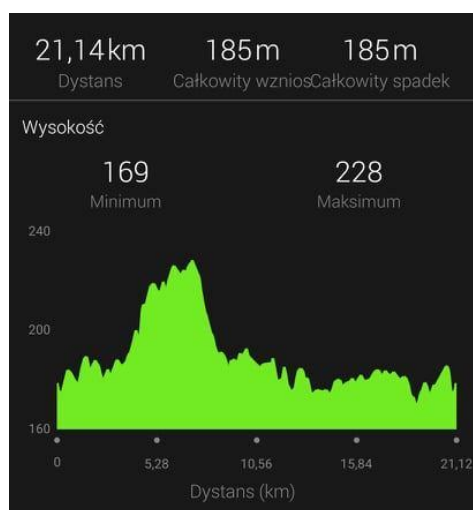 21,14km 185m 185m
Dystans Całkowity wznios Całkowity spadek
Wysokość
169 228
Minimum Maksimum
240
200
160
0 5,28 10,56 15,84 21,12
Dystans (km)